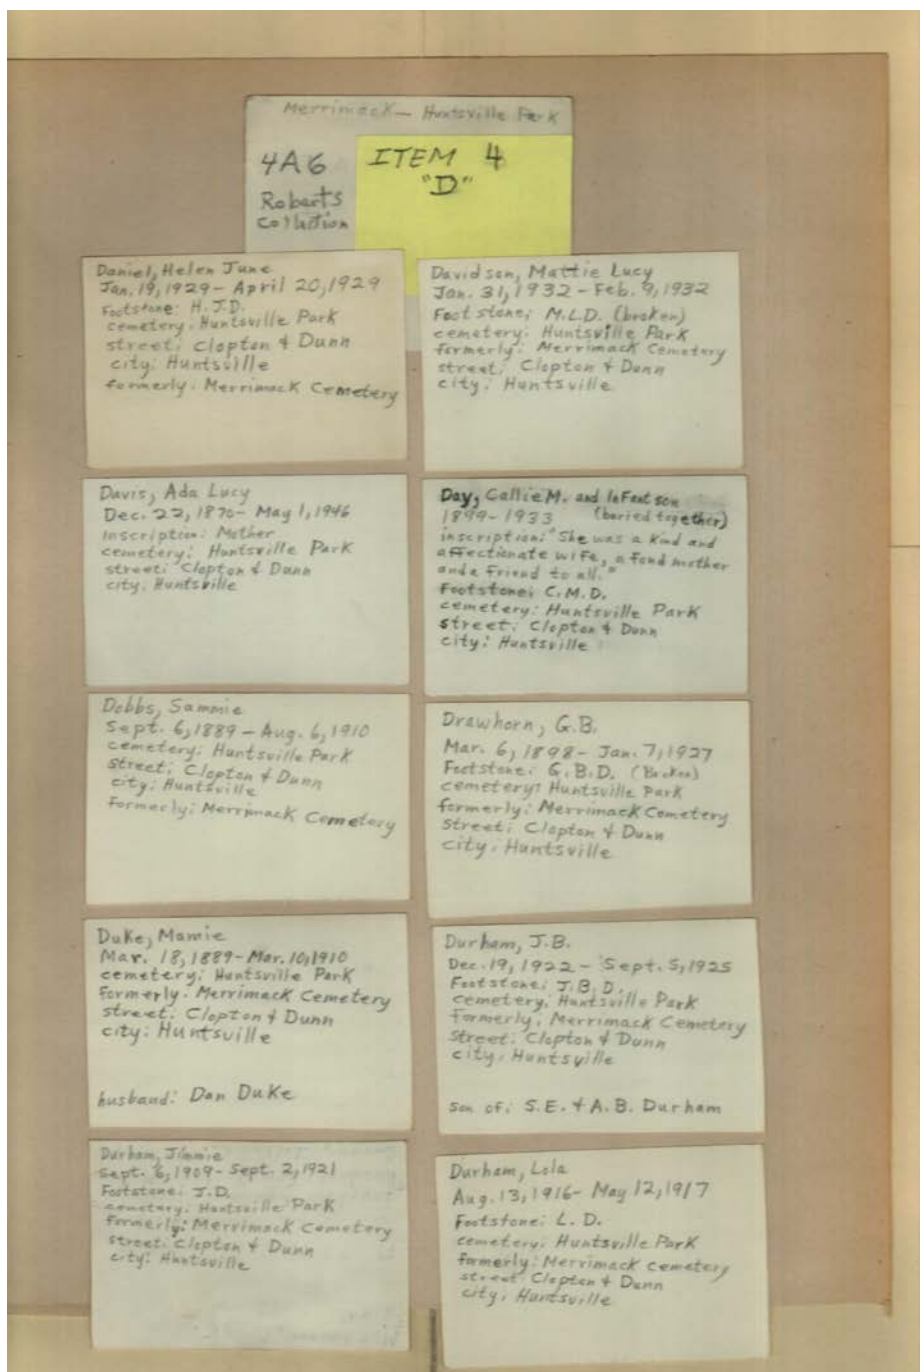 Merrimack - Huntsville Park
4A6
Roberts
Collection
ITEM 4
"D"
Daniel, Helen June
Jan. 19, 1929 - April 20, 1929
Footstone: H.J.D.
cemetery: Huntsville Park
street: Clopton & Dunn
city: Huntsville
formerly: Merrimack Cemetery
Davidson, Mattie Lucy
Jan. 31, 1932 - Feb. 9, 1932
Footstone: M.L.D. (broken)
cemetery: Huntsville Park
formerly: Merrimack Cemetery
street: Clopton & Dunn
city: Huntsville
Davis, Ada Lucy
Dec. 22, 1870 - May 1, 1946
inscription: Mother
cemetery: Huntsville Park
street: Clopton & Dunn
city: Huntsville
Day, Callie M. and infant son
1899-1933 (buried together)
inscription: "She was a kind and
affectionate wife, a fond mother
and a friend to all."
Footstone: C.M.D.
cemetery: Huntsville Park
street: Clopton & Dunn
city: Huntsville
Dobbs, Sammie
Sept. 6, 1889 - Aug. 6, 1910
cemetery: Huntsville Park
street: Clopton & Dunn
city: Huntsville
formerly: Merrimack Cemetery
Drawhorn, G.B.
Mar. 6, 1898 - Jan. 7, 1927
Footstone: G.B.D. (Broken)
cemetery: Huntsville Park
formerly: Merrimack Cemetery
street: Clopton & Dunn
city: Huntsville
Duke, Mamie
Mar. 18, 1889 - Mar. 10, 1910
cemetery: Huntsville Park
formerly: Merrimack Cemetery
street: Clopton & Dunn
city: Huntsville
husband: Dan Duke
Durham, J.B.
Dec. 19, 1922 - Sept. 5, 1925
Footstone: J.B.D.
cemetery: Huntsville Park
formerly: Merrimack Cemetery
street: Clopton & Dunn
city: Huntsville
son of: S.E. & A.B. Durham
Durham, Jimmie
Sept. 6, 1909 - Sept. 2, 1921
Footstone: J.D.
cemetery: Huntsville Park
formerly: Merrimack Cemetery
street: Clopton & Dunn
city: Huntsville
Durham, Lola
Aug. 13, 1916 - May 12, 1917
Footstone: L.D.
cemetery: Huntsville Park
formerly: Merrimack cemetery
street: Clopton & Dunn
city: Huntsville